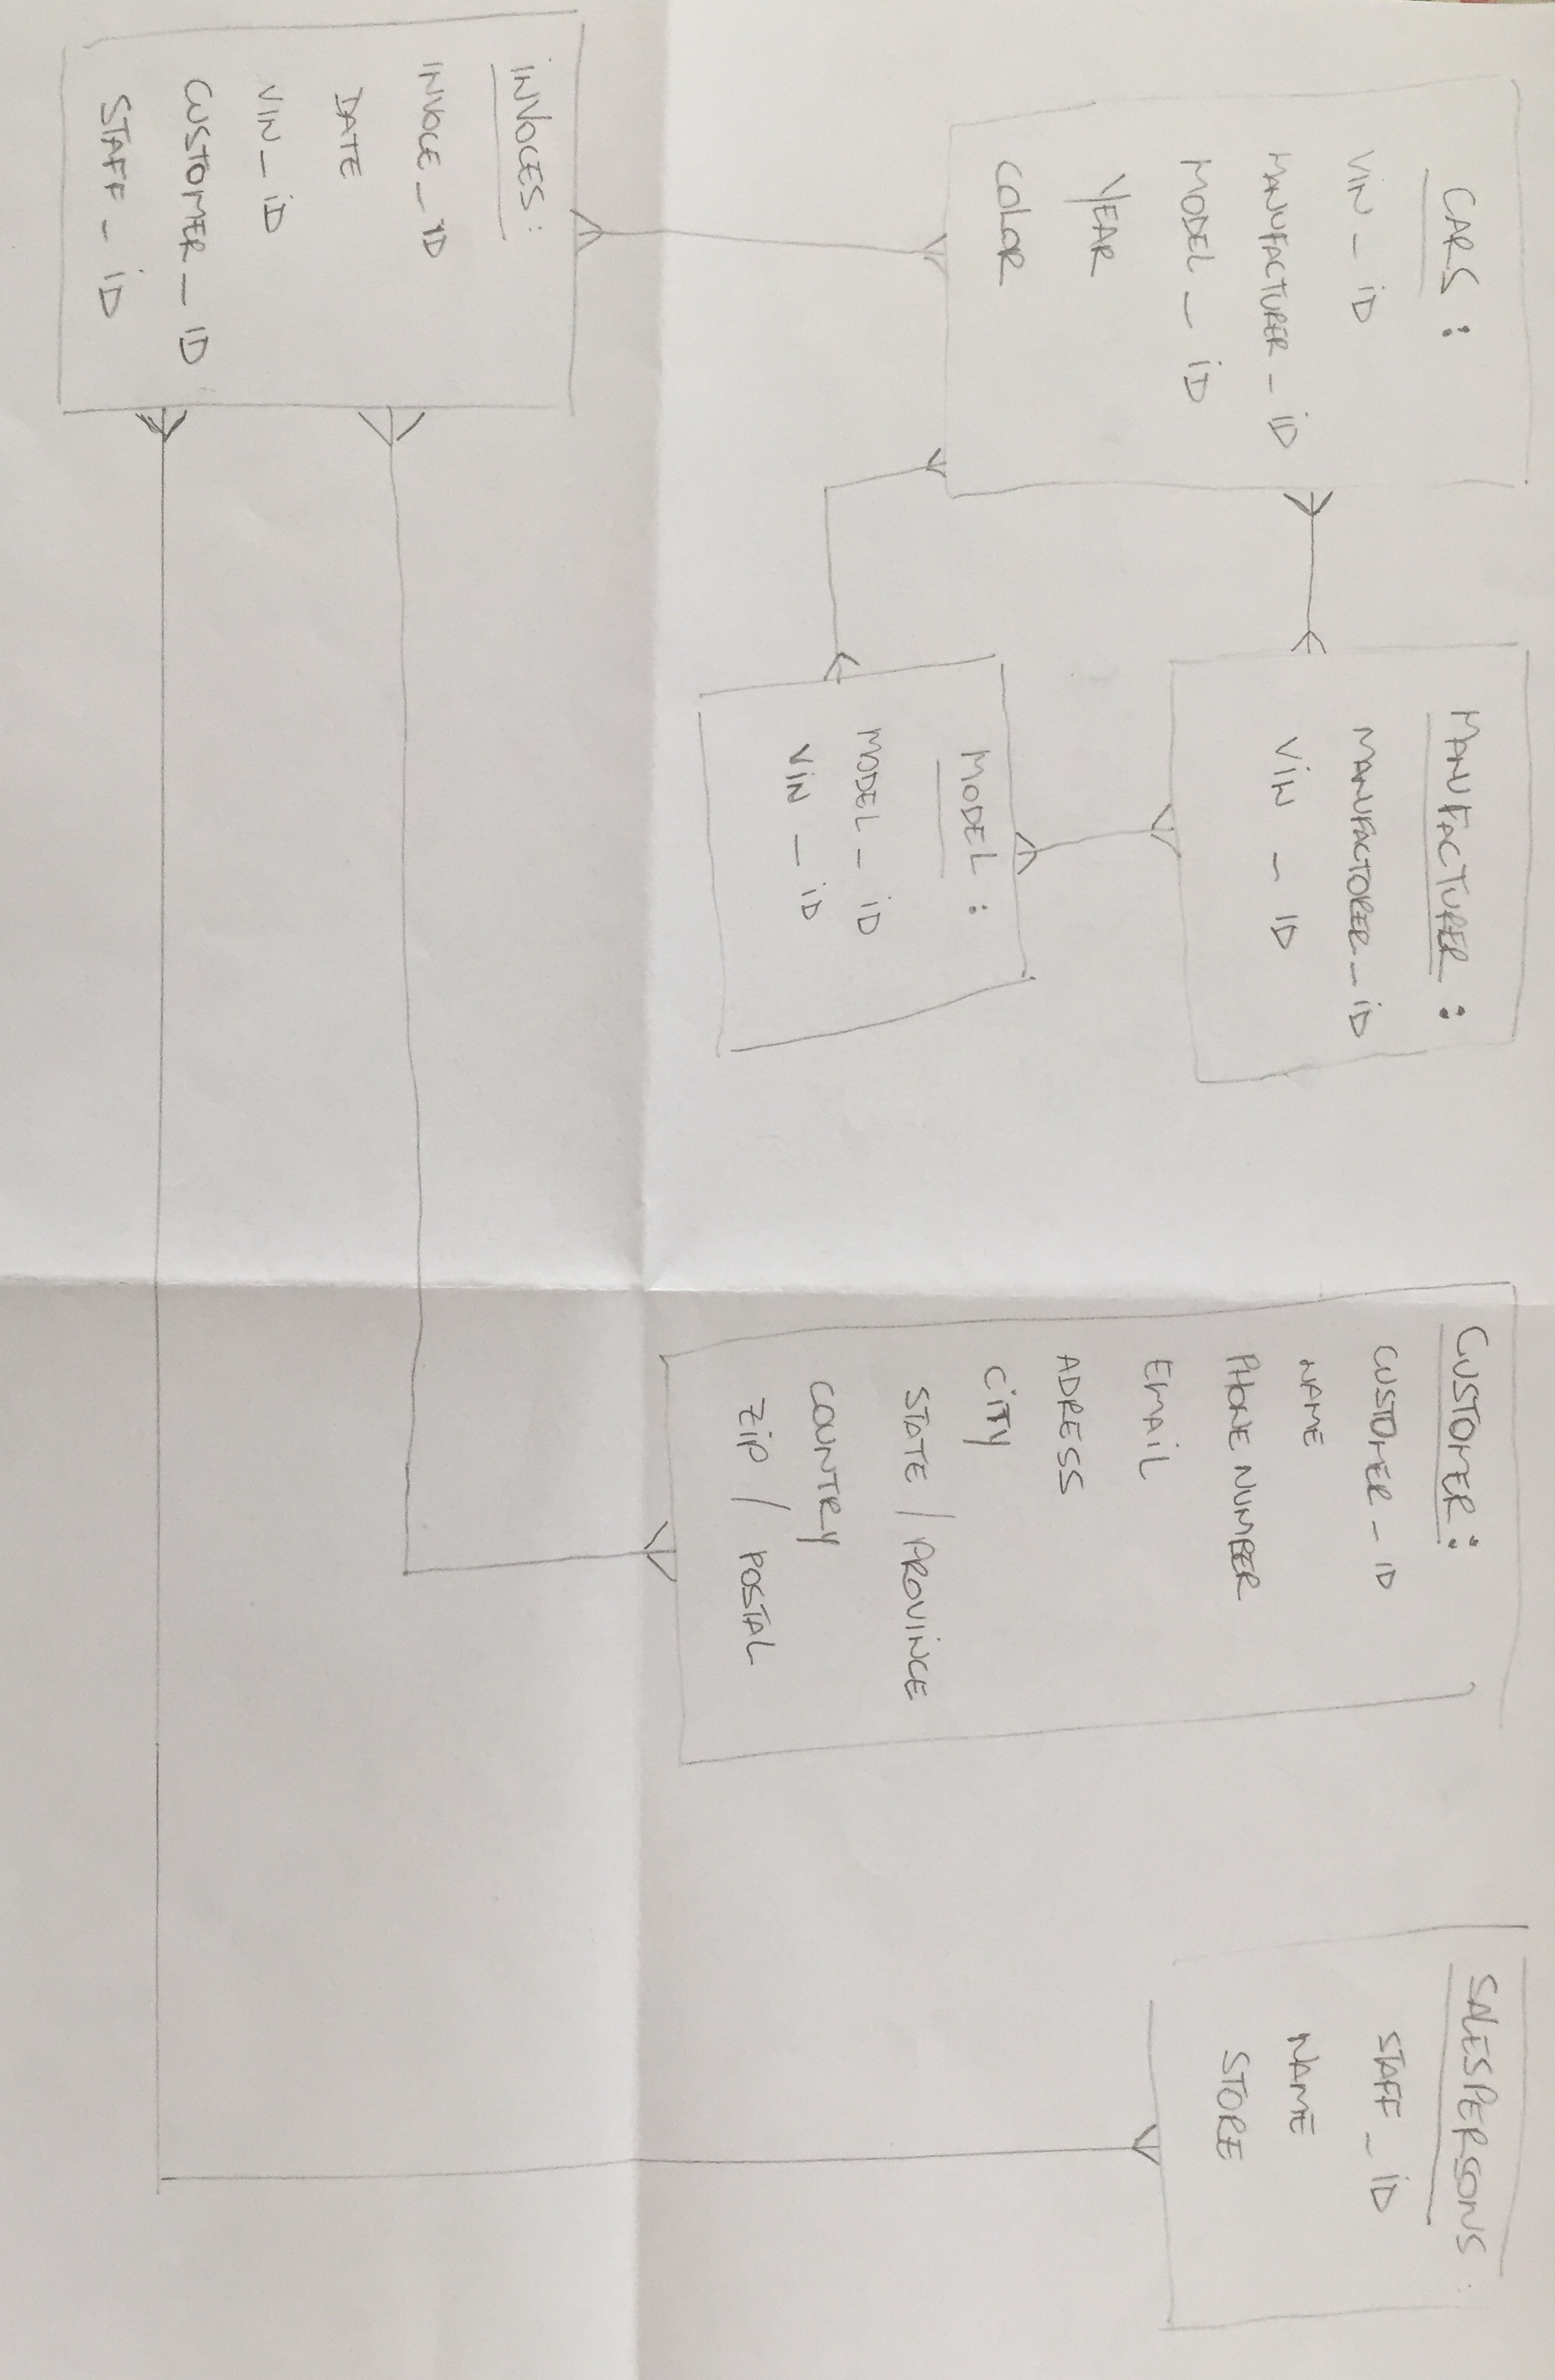 CARS :
VIN _ ID
MANUFACTURER _ ID
MODEL _ ID
YEAR
COLOR
MANUFACTURER :
MANUFACTORER _ ID
VIN _ ID
MODEL :
MODEL _ ID
VIN _ ID
CUSTOMER :
CUSTOMER _ ID
NAME
PHONE NUMBER
EMAIL
ADRESS
CITY
STATE / PROVINCE
COUNTRY
ZIP / POSTAL
SALESPERSONS :
STAFF _ ID
NAME
STORE
INVOCES :
INVOCE _ ID
DATE
VIN _ ID
CUSTOMER _ ID
STAFF _ ID